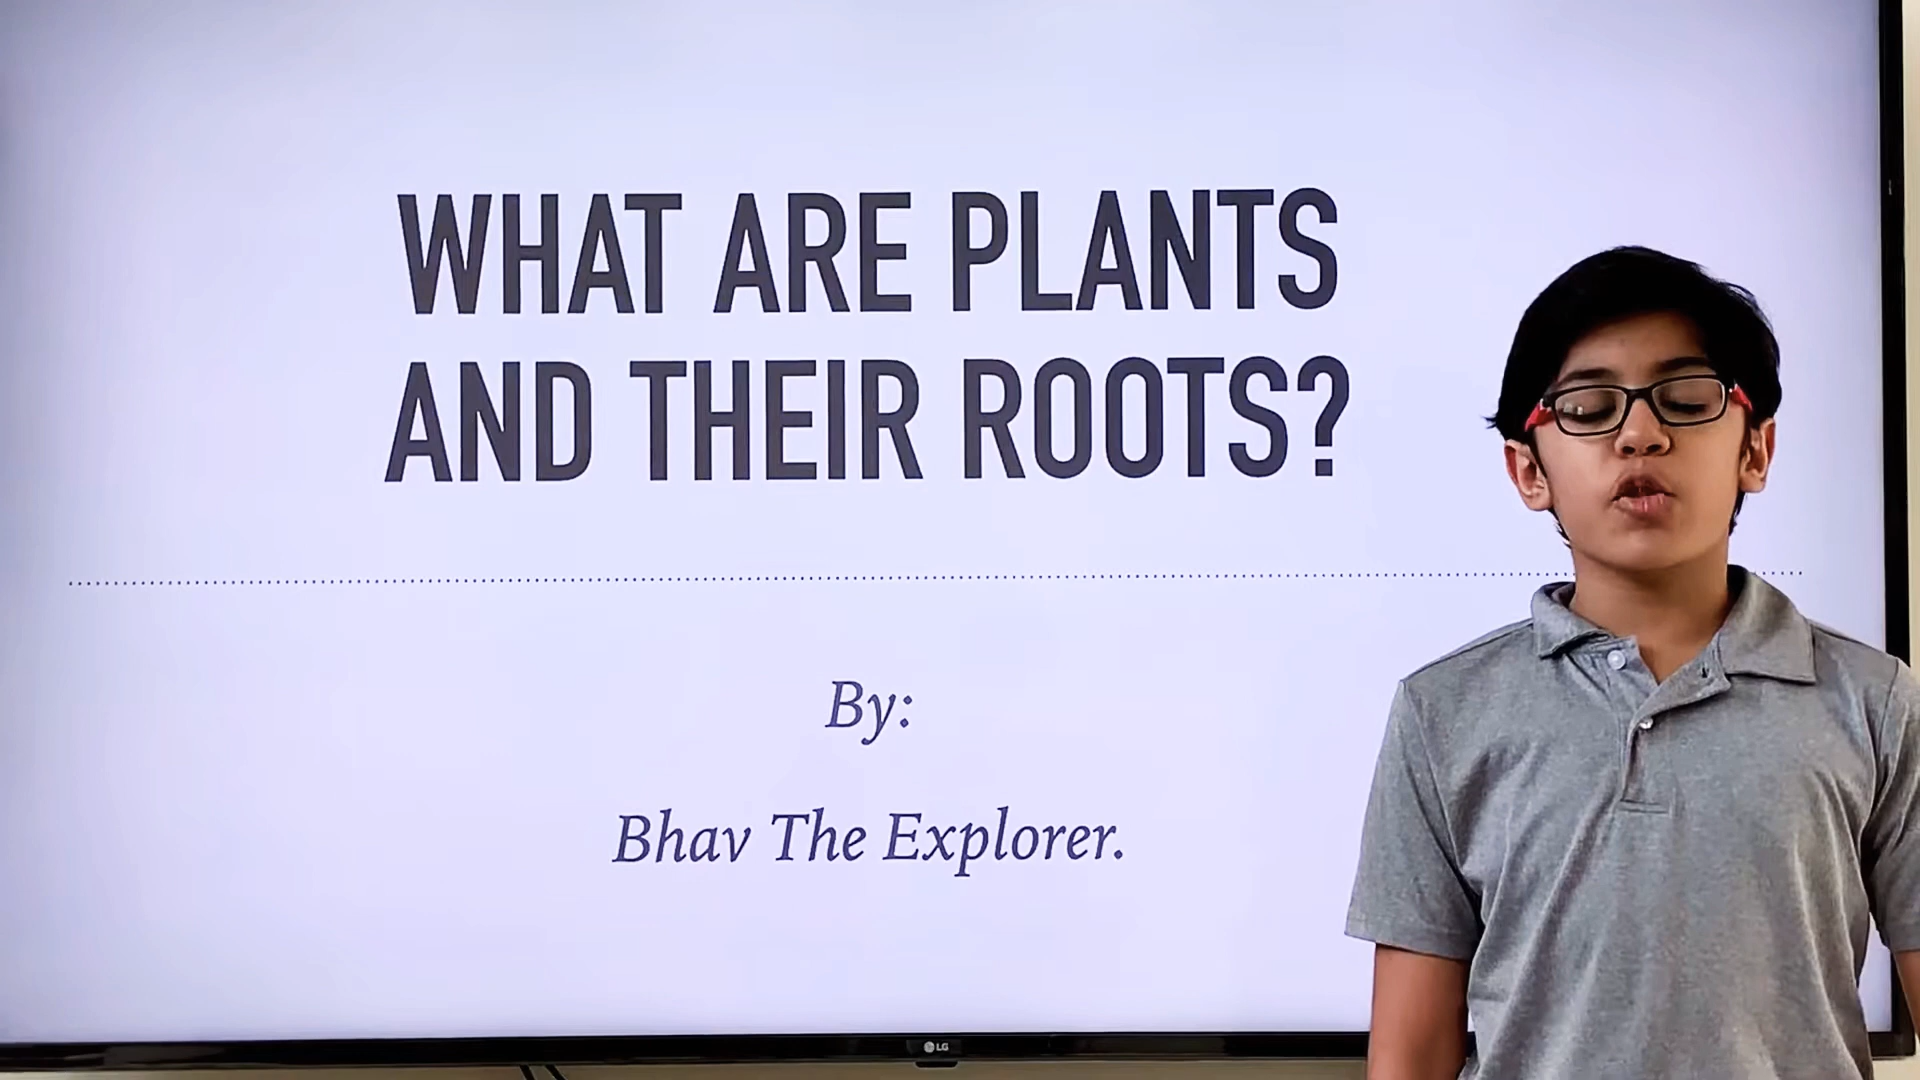 WHAT ARE PLANTS
AND THEIR ROOTS?
By:
Bhav The Explorer.
LG